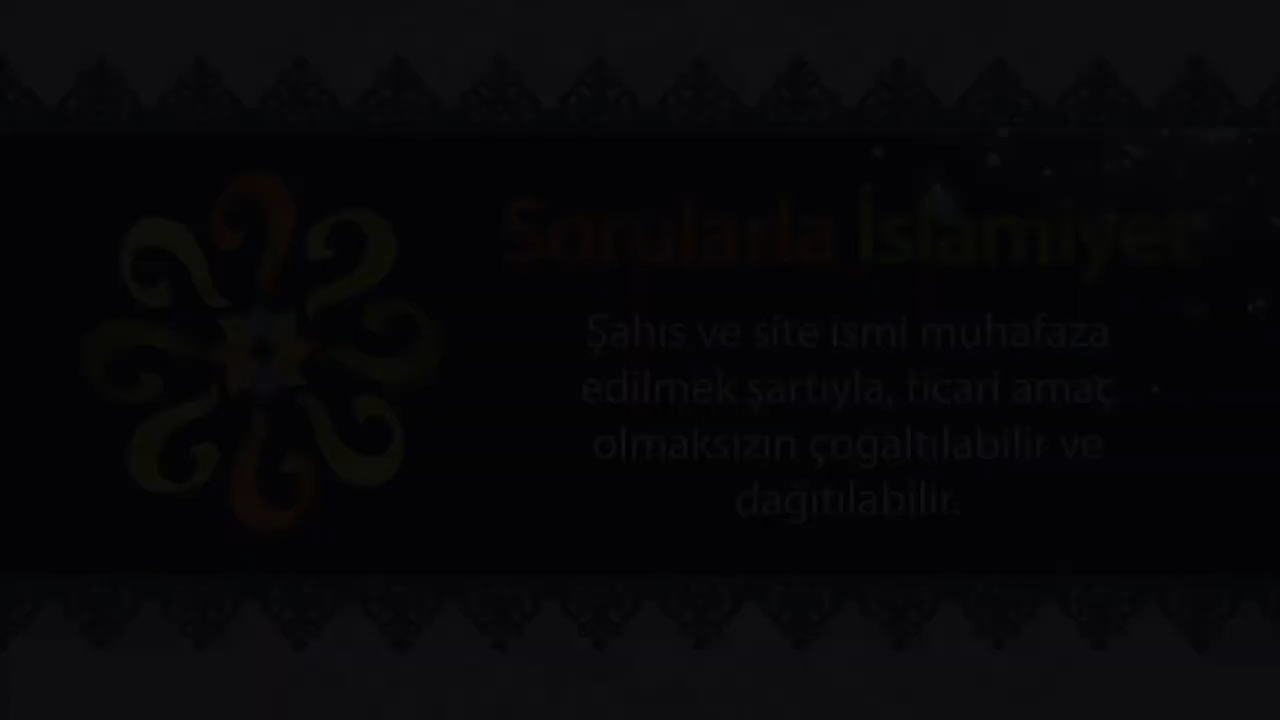 Sorularla İslamiyet
Şahıs ve site ismi muhafaza
edilmek şartıyla, ticari amaç
olmaksızın çoğaltılabilir ve
dağıtılabilir.